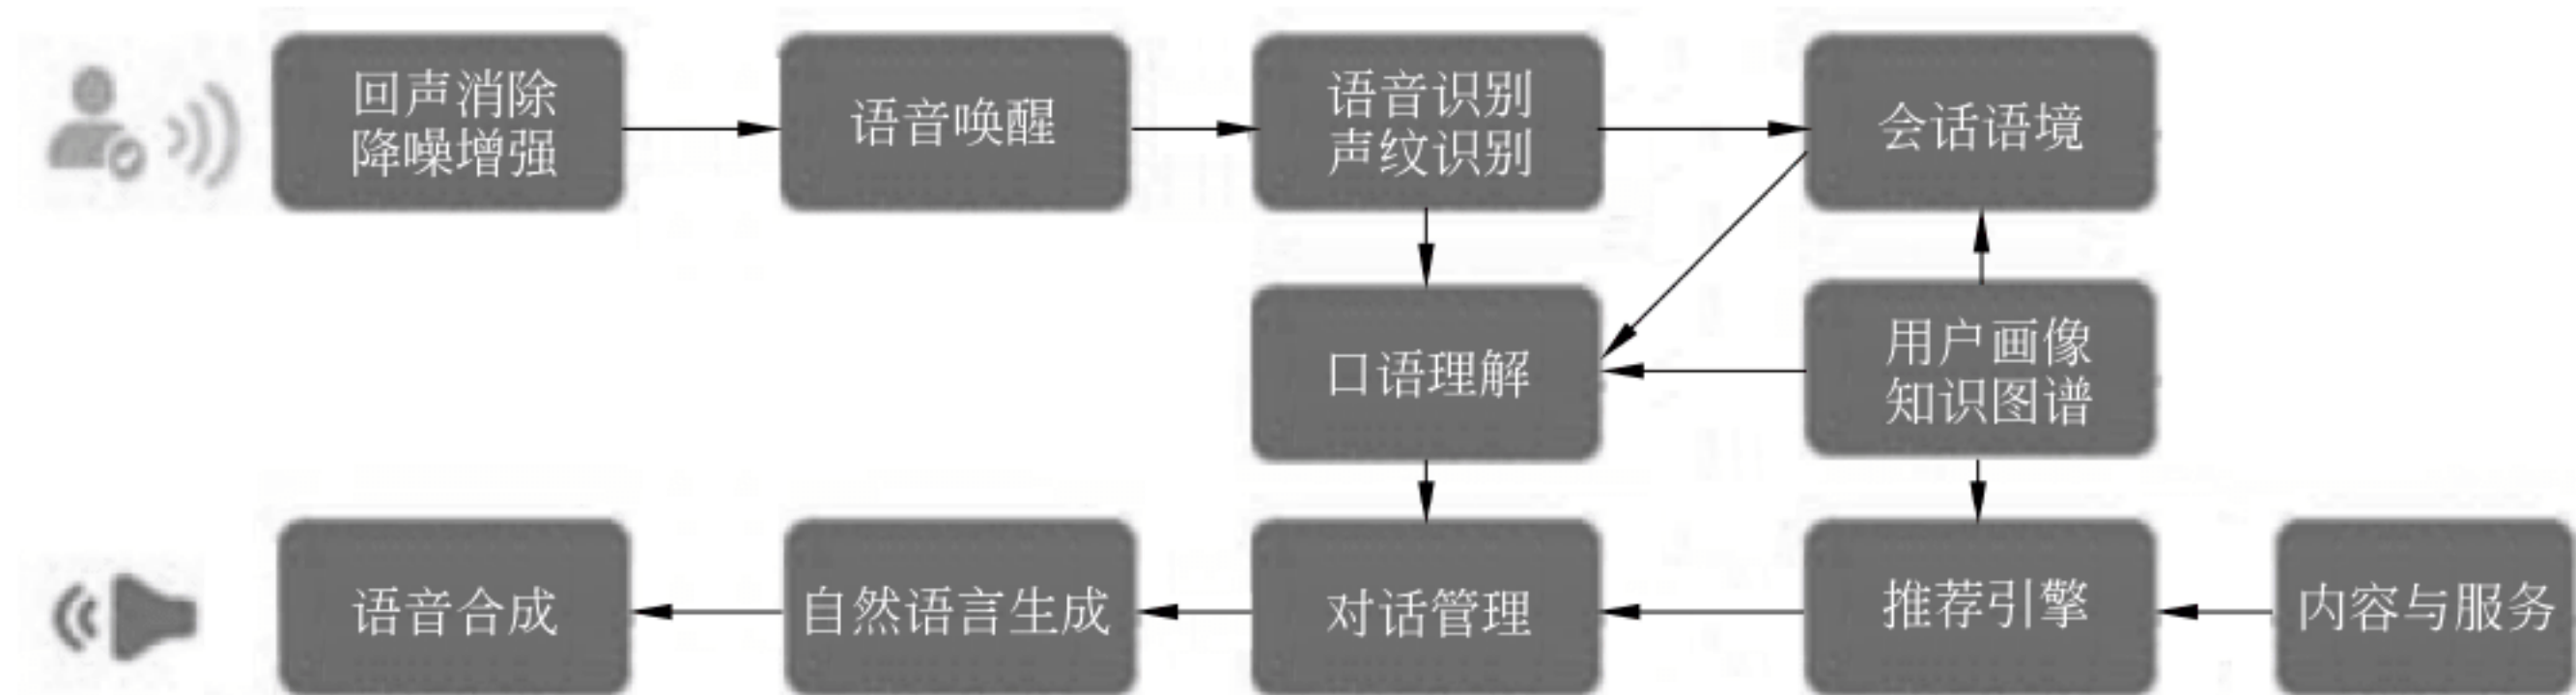 回声消除
降噪增强
语音唤醒
语音识别
声纹识别
会话语境
口语理解
用户画像
知识图谱
语音合成
自然语言生成
对话管理
推荐引擎
内容与服务